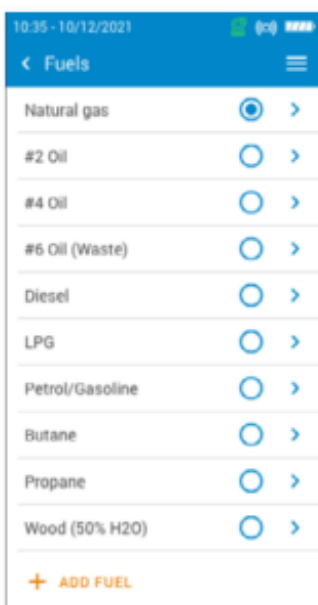 10:35 - 10/12/2021
Fuels
Natural gas
#2 Oil
#4 Oil
#6 Oil (Waste)
Diesel
LPG
Petrol/Gasoline
Butane
Propane
Wood (50% H2O)
+ ADD FUEL